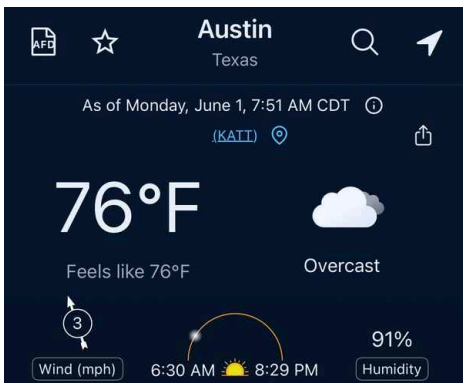 AFD
Austin
Texas
As of Monday, June 1, 7:51 AM CDT
(KATT)
76°F
Feels like 76°F
Overcast
3
91%
Wind (mph)
6:30 AM
8:29 PM
Humidity